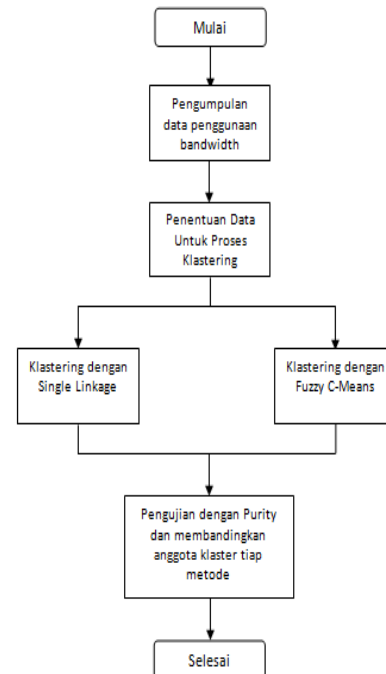 Mulai
Pengumpulan
data penggunaan
bandwidth
Penentuan Data
Untuk Proses
Klastering
Klastering dengan
Single Linkage
Klastering dengan
Fuzzy C-Means
Pengujian dengan Purity
dan membandingkan
anggota klaster tiap
metode
Selesai